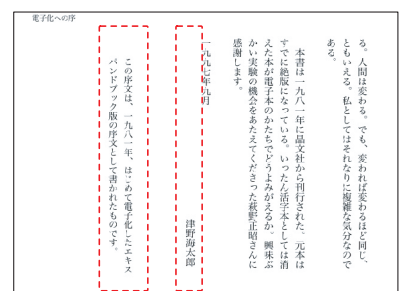 電子化への序
る。人間は変わる。でも、変われば変わるほど同じ、
ともいえる。私としてはそれなりに複雑な気分なので
ある。
本書は一九八一年に晶文社から刊行された。元本は
すでに絶版になっている。いったん活字本としては消
えた本が電子本のかたちでどうよみがえるか。興味ぶ
かい実験の機会をあたえてくださった萩野正昭さんに
感謝します。
一九九七年九月
津野海太郎
この序文は、一九八一年、はじめて電子化したエキス
パンドブック版の序文として書かれたものです。